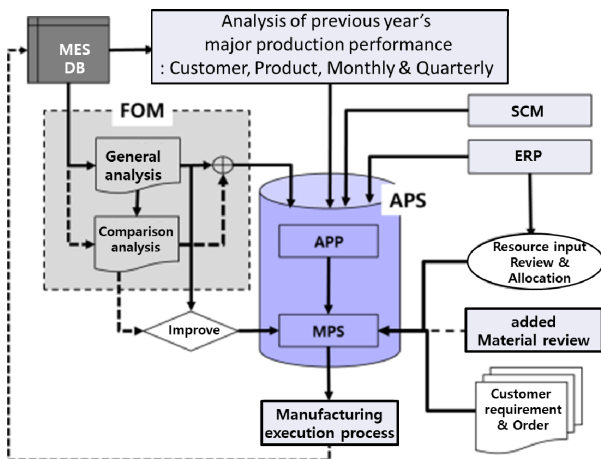 MES
DB
Analysis of previous year's
major production performance
: Customer, Product, Monthly & Quarterly
FOM
General
analysis
Comparison
analysis
Improve
SCM
ERP
APS
APP
MPS
Resource input
Review &
Allocation
added
Material review
Customer
requirement
& Order
Manufacturing
execution process